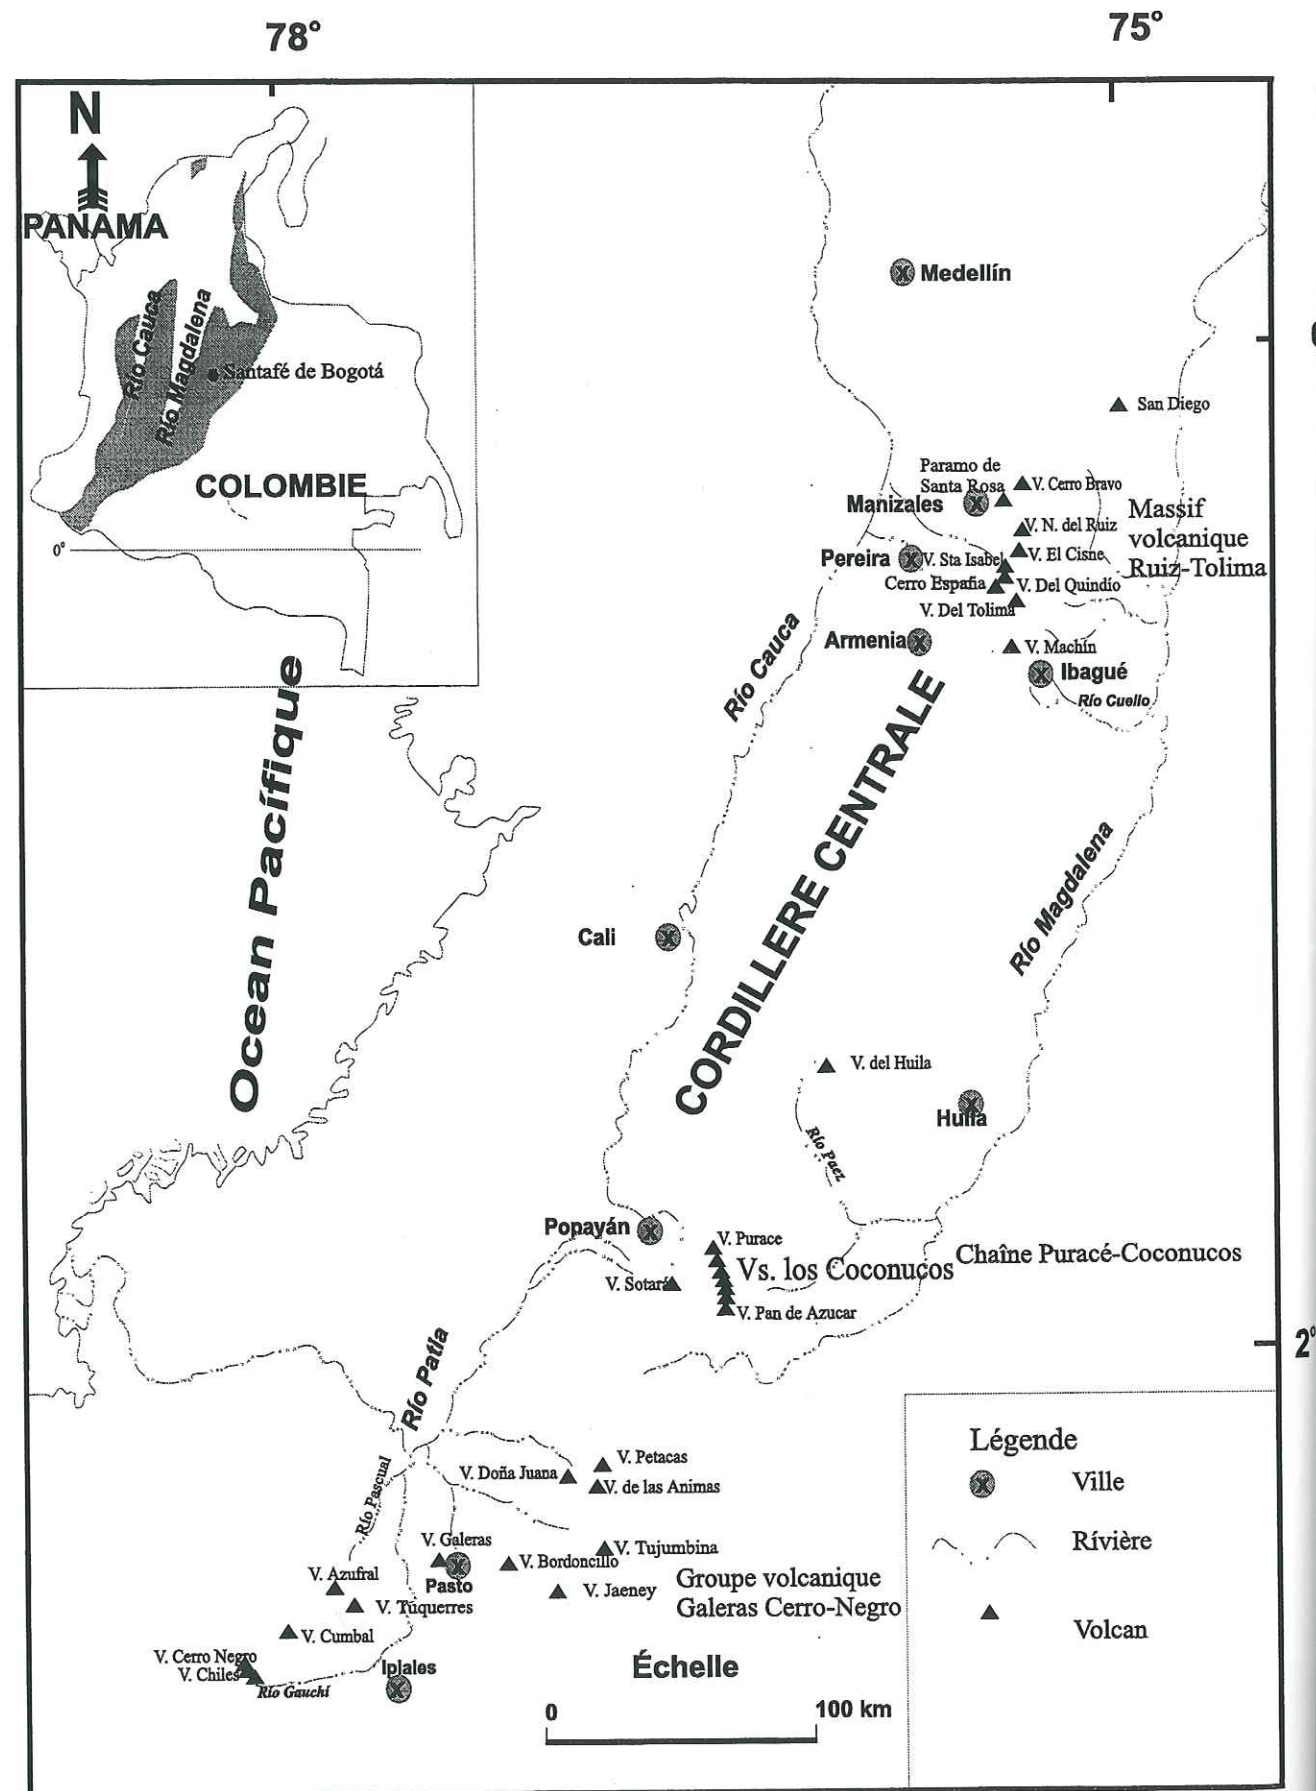 78°
75°
N
PANAMA
Río Cauca
Río Magdalena
Santafé de Bogotá
COLOMBIE
0°
Medellín
San Diego
Paramo de
Santa Rosa
V. Cerro Bravo
Manizales
V. N. del Ruiz
Massif
volcanique
Ruiz-Tolima
Pereira
V. Sta Isabel
V. El Cisne
Cerro España
V. Del Quindío
V. Del Tolima
Armenia
V. Machín
Ibagué
Río Cuello
Río Cauca
Ocean Pacífique
CORDILLERE CENTRALE
Río Magdalena
Cali
V. del Huila
Huila
Río Paez
Popayán
V. Purace
Vs. los Coconucos
Chaîne Puracé-Coconucos
V. Sotará
V. Pan de Azucar
2°
Río Patía
Río Pascual
V. Petacas
V. Doña Juana
V. de las Animas
V. Galeras
V. Tujumbina
V. Bordoncillo
Pasto
V. Azufral
V. Jaeney
Groupe volcanique
Galeras Cerro-Negro
V. Tuquerres
V. Cumbal
V. Cerro Negro
V. Chiles
Ipiales
Río Gauchí
Échelle
0
100 km
Légende
Ville
Rívière
Volcan